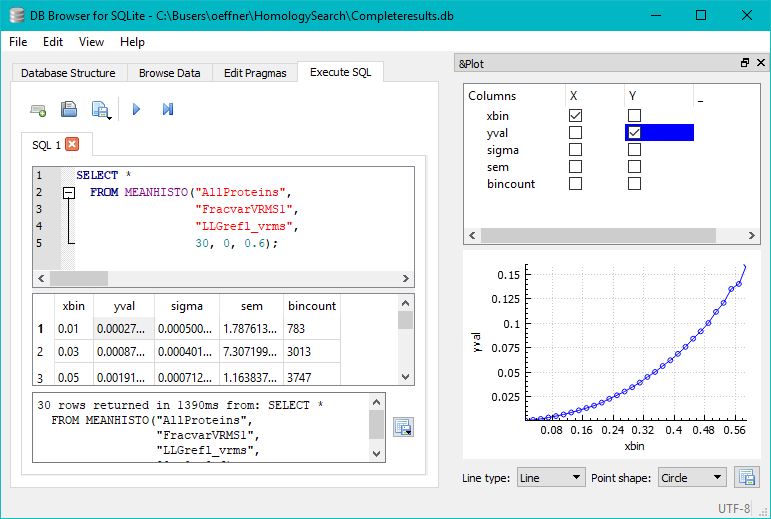 DB Browser for SQLite - C:\Busers\oeffner\HomologySearch\Completeresults.db
File Edit View Help
Database Structure Browse Data Edit Pragmas Execute SQL
SQL 1
1 SELECT *
2 FROM MEANHISTO("AllProteins",
3 "FracvarVRMS1",
4 "LLGrefl_vrms",
5 30, 0, 0.6);
xbin yval sigma sem bincount
1 0.01 0.00027... 0.000500... 1.787613... 783
2 0.03 0.00087... 0.000401... 7.307199... 3013
3 0.05 0.00191... 0.000712... 1.163837... 3747
30 rows returned in 1390ms from: SELECT *
FROM MEANHISTO("AllProteins",
"FracvarVRMS1",
"LLGrefl_vrms",
&Plot
Columns X Y _
xbin
yval
sigma
sem
bincount
0.15
0.125
0.1
0.075
0.05
0.025
yval
0.08 0.16 0.24 0.32 0.4 0.48 0.56
xbin
Line type: Line Point shape: Circle
UTF-8